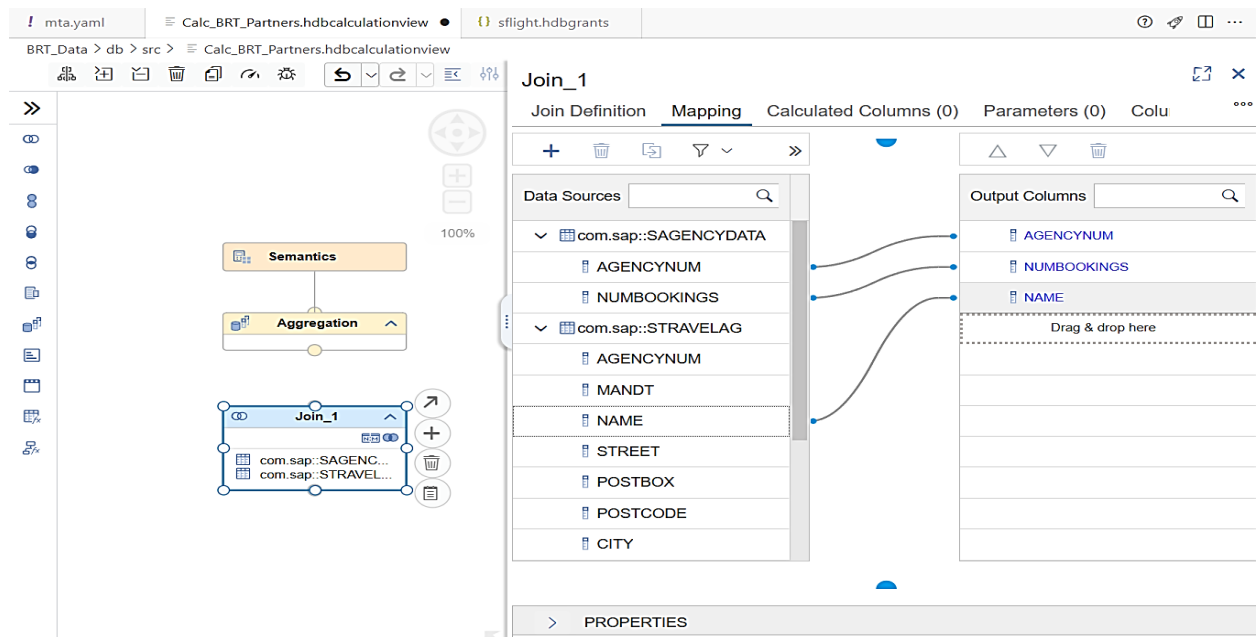 ! mta.yaml
Calc_BRT_Partners.hdbcalculationview ●
{} sflight.hdbgrants
BRT_Data > db > src > Calc_BRT_Partners.hdbcalculationview
100%
Semantics
Aggregation
Join_1
N:M
com.sap::SAGENC...
com.sap::STRAVEL...
Join_1
Join Definition Mapping Calculated Columns (0) Parameters (0) Colu
Data Sources
com.sap::SAGENCYDATA
AGENCYNUM
NUMBOOKINGS
com.sap::STRAVELAG
AGENCYNUM
MANDT
NAME
STREET
POSTBOX
POSTCODE
CITY
Output Columns
AGENCYNUM
NUMBOOKINGS
NAME
Drag & drop here
PROPERTIES